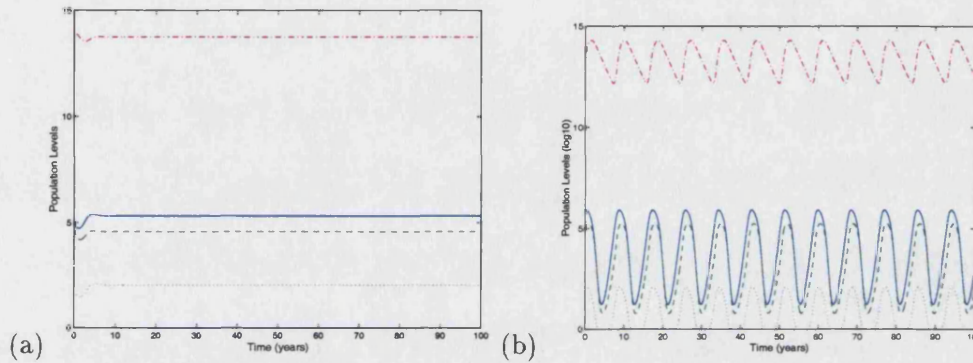 (a)
Population Levels
15
10
5
0
0 10 20 30 40 50 60 70 80 90 100
Time (years)
(b)
Population Levels (log10)
15
10
5
0
0 10 20 30 40 50 60 70 80 90
Time (years)